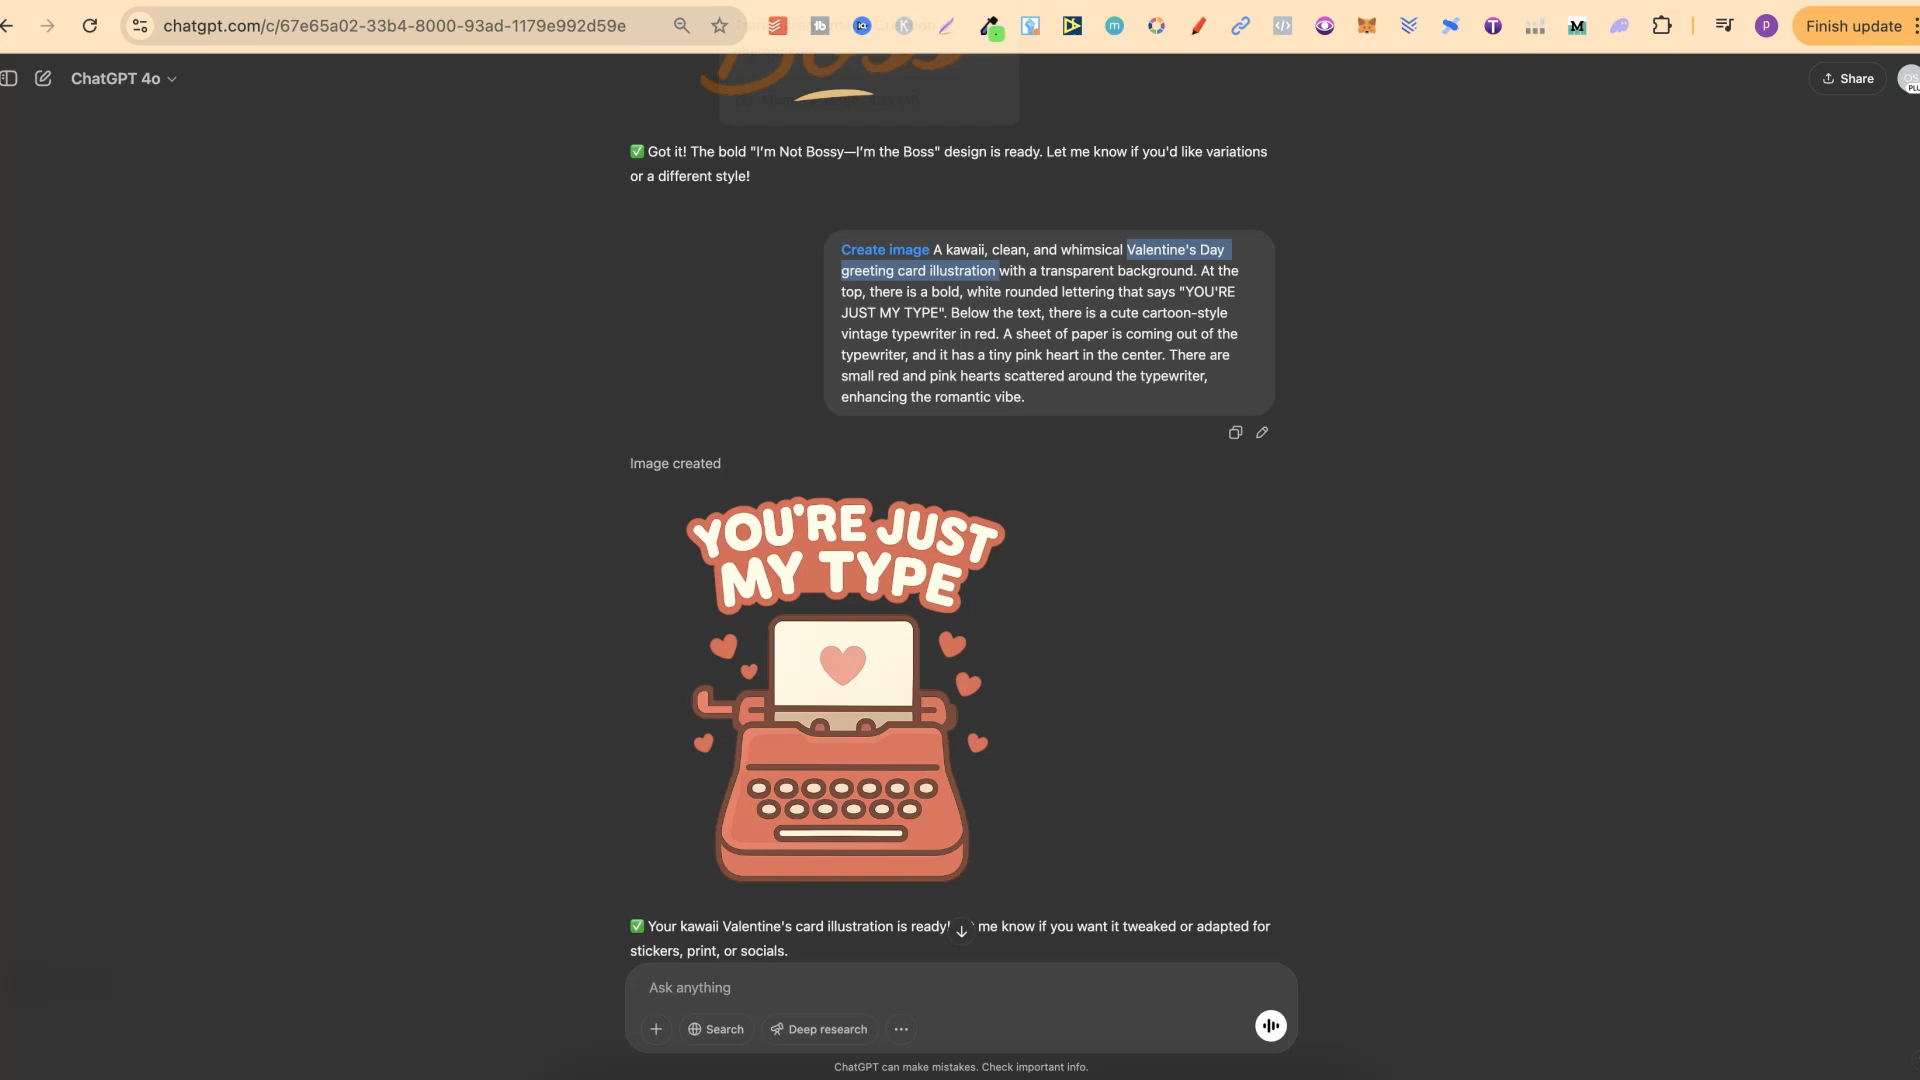 chatgpt.com/c/67e65a02-33b4-8000-93ad-1179e992d59e
Finish update
ChatGPT 4o
Share
PLU
Boss
✅ Got it! The bold "I'm Not Bossy—I'm the Boss" design is ready. Let me know if you'd like variations
or a different style!
Create image A kawaii, clean, and whimsical Valentine's Day
greeting card illustration with a transparent background. At the
top, there is a bold, white rounded lettering that says "YOU'RE
JUST MY TYPE". Below the text, there is a cute cartoon-style
vintage typewriter in red. A sheet of paper is coming out of the
typewriter, and it has a tiny pink heart in the center. There are
small red and pink hearts scattered around the typewriter,
enhancing the romantic vibe.
Image created
YOU'RE JUST
MY TYPE
✅ Your kawaii Valentine's card illustration is ready! me know if you want it tweaked or adapted for
stickers, print, or socials.
Ask anything
Search
Deep research
ChatGPT can make mistakes. Check important info.